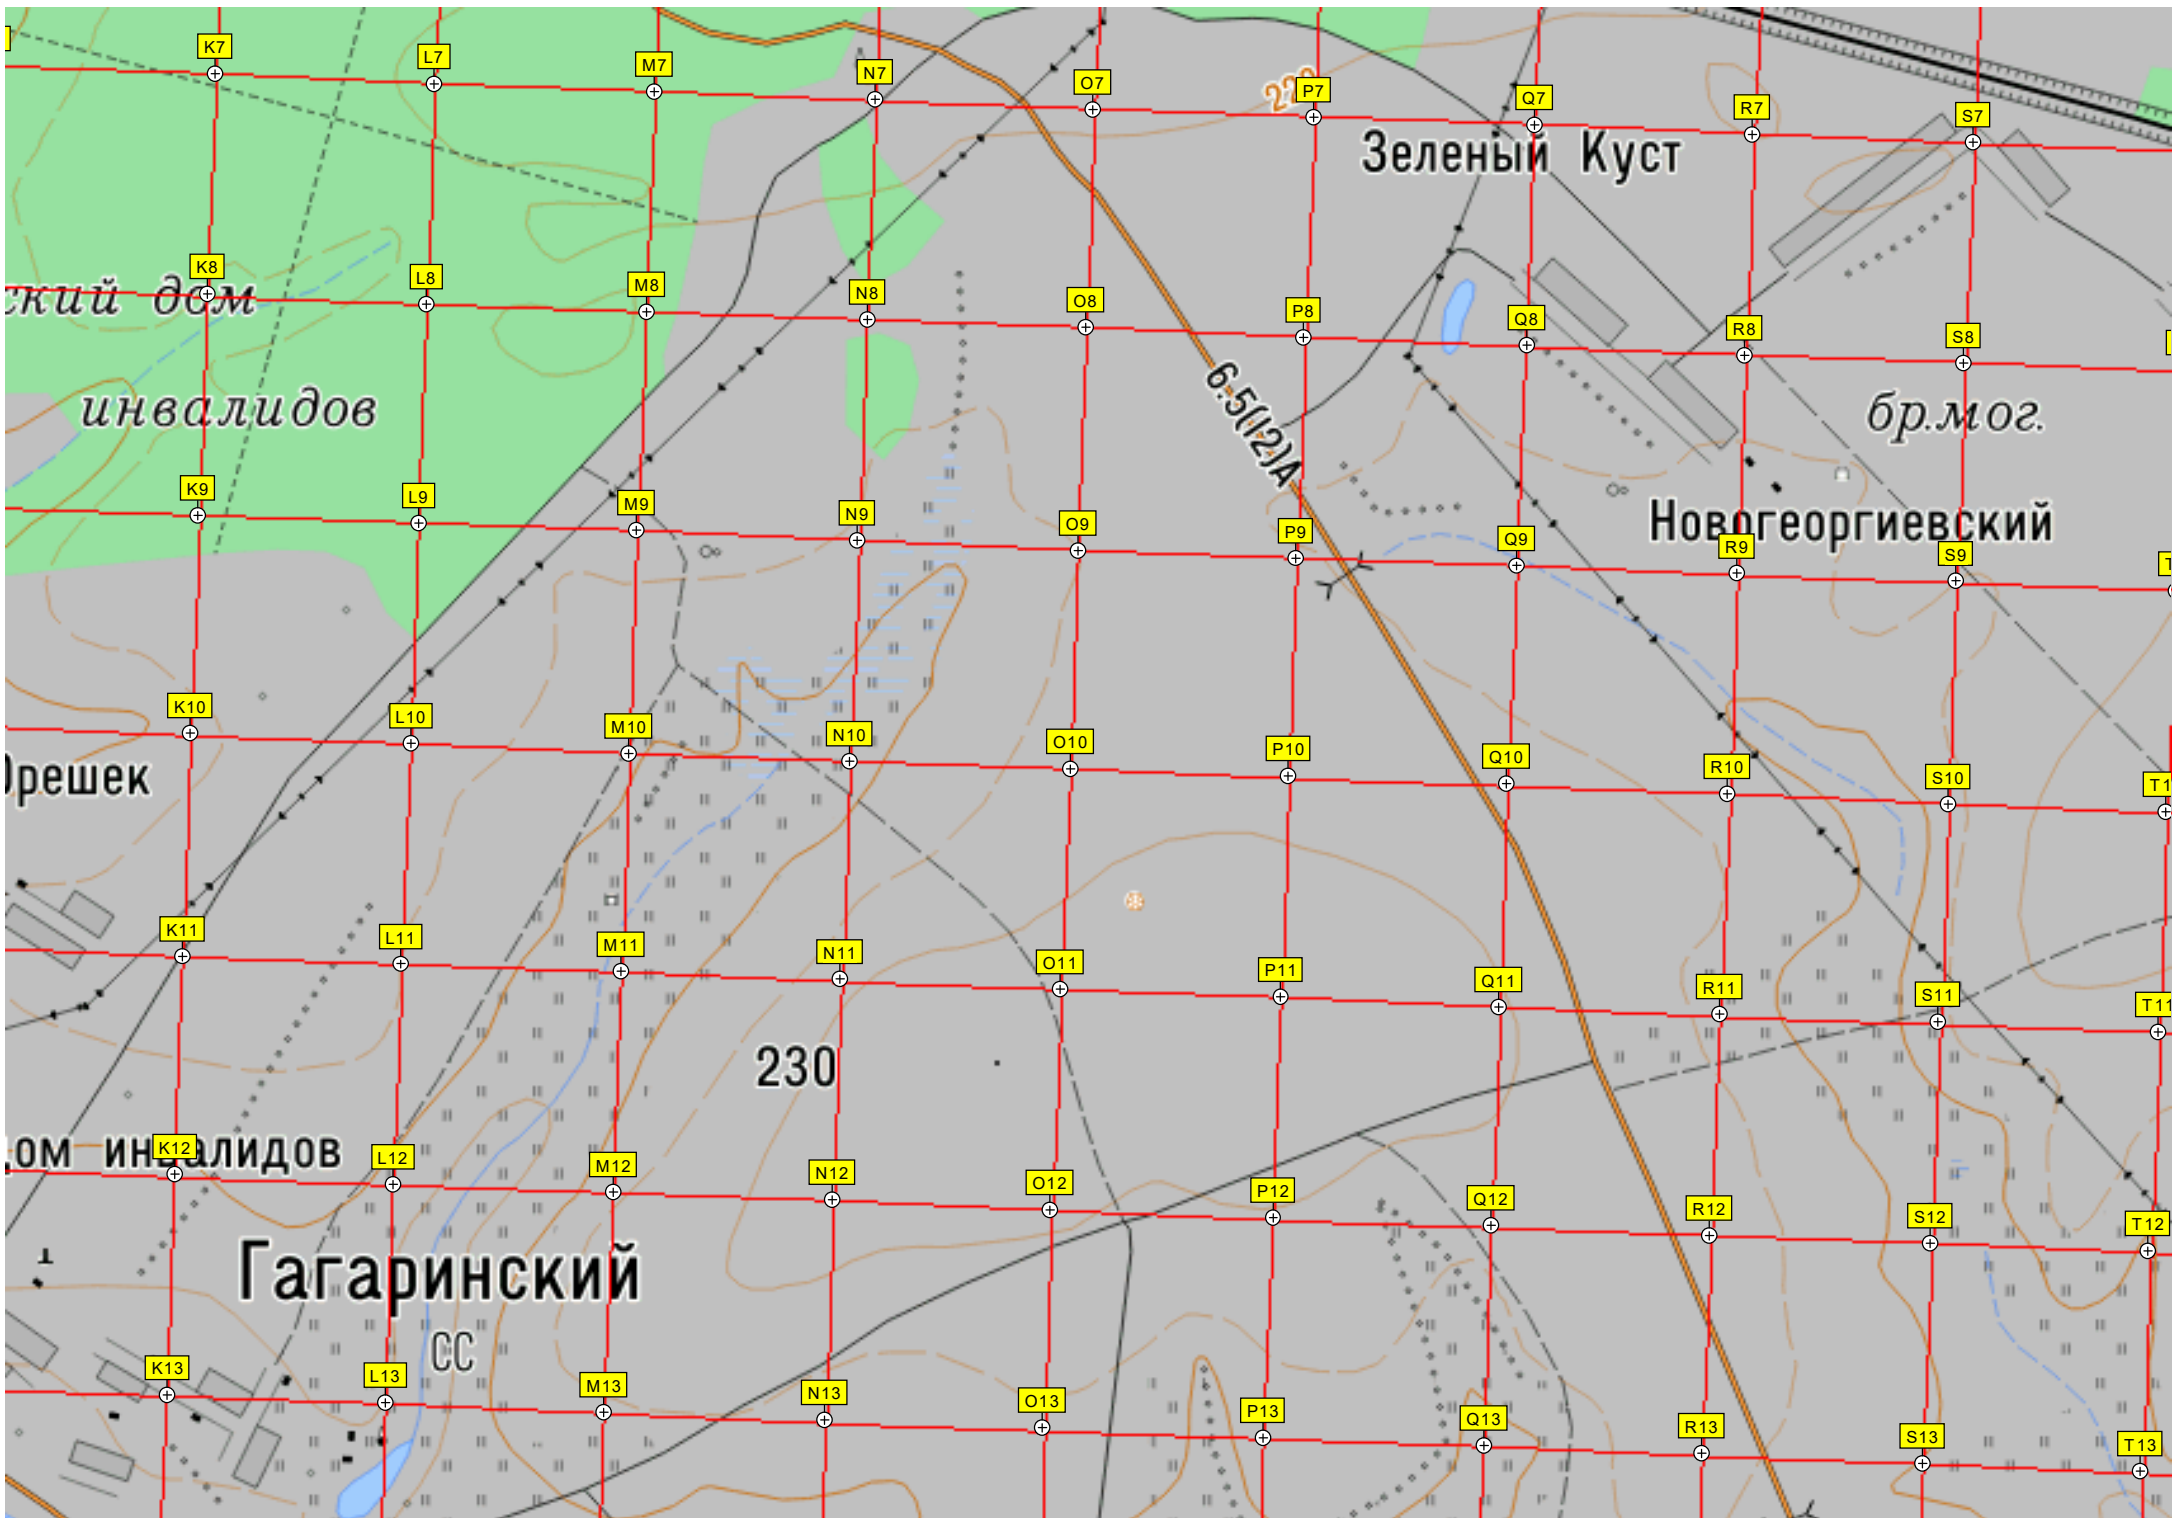 K7 L7 M7 N7 O7 P7 Q7 R7 S7
Зеленый Куст
K8 L8 M8 N8 O8 P8 Q8 R8 S8
ский дом
инвалидов
6.5(12)А
бр.мог.
K9 L9 M9 N9 O9 P9 Q9 R9 S9
Новогеоргиевский
K10 L10 M10 N10 O10 P10 Q10 R10 S10
Орешек
K11 L11 M11 N11 O11 P11 Q11 R11 S11 T11
230
K12 L12 M12 N12 O12 P12 Q12 R12 S12 T12
ом инвалидов
Гагаринский
СС
K13 L13 M13 N13 O13 P13 Q13 R13 S13 T13